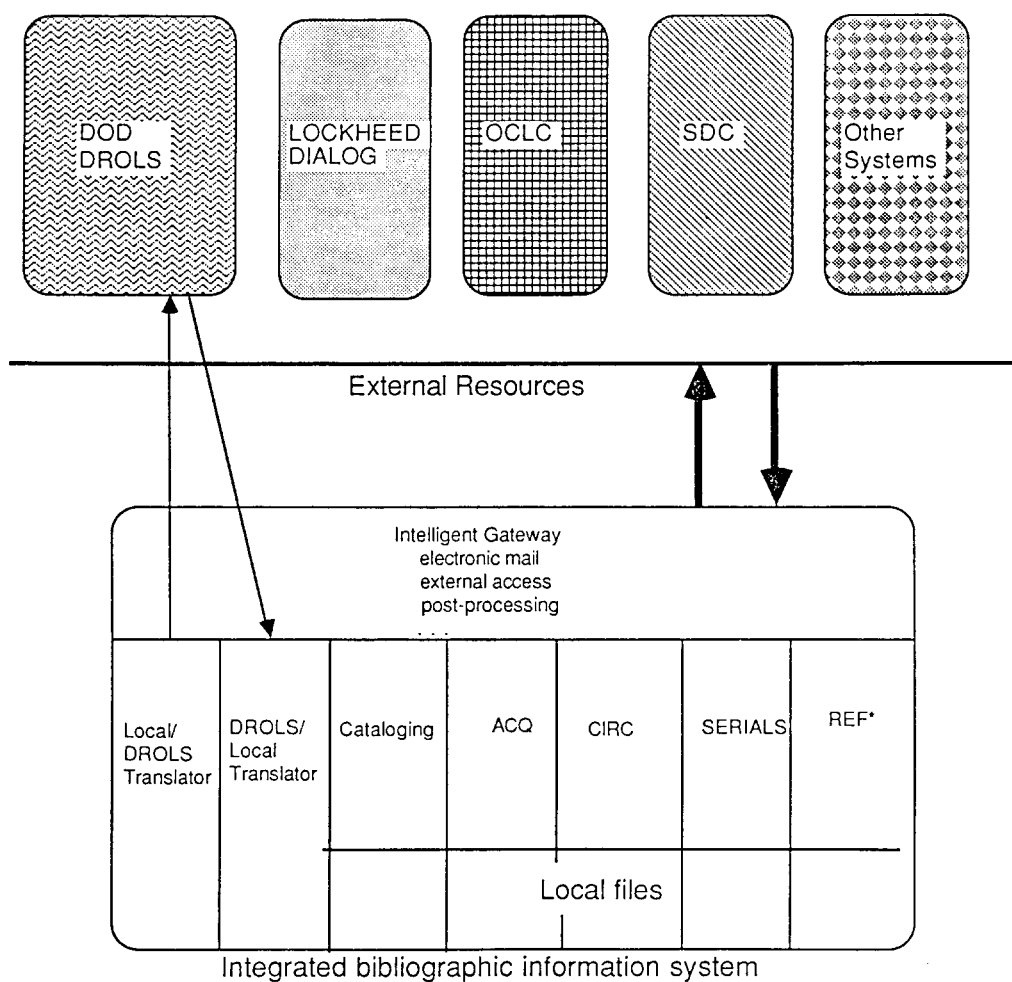 DOD
DROLS
LOCKHEED
DIALOG
OCLC
SDC
Other
Systems
External Resources
Intelligent Gateway
electronic mail
external access
post-processing
. . .
Local/
DROLS
Translator
DROLS/
Local
Translator
Cataloging
ACQ
CIRC
SERIALS
REF*
Local files
Integrated bibliographic information system